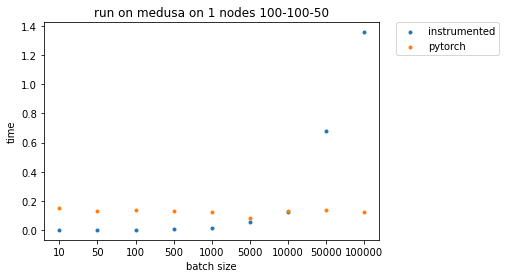 run on medusa on 1 nodes 100-100-50
1.4
1.2
1.0
0.8
0.6
0.4
0.2
0.0
time
10 50 100 500 1000 5000 10000 50000 100000
batch size
instrumented
pytorch